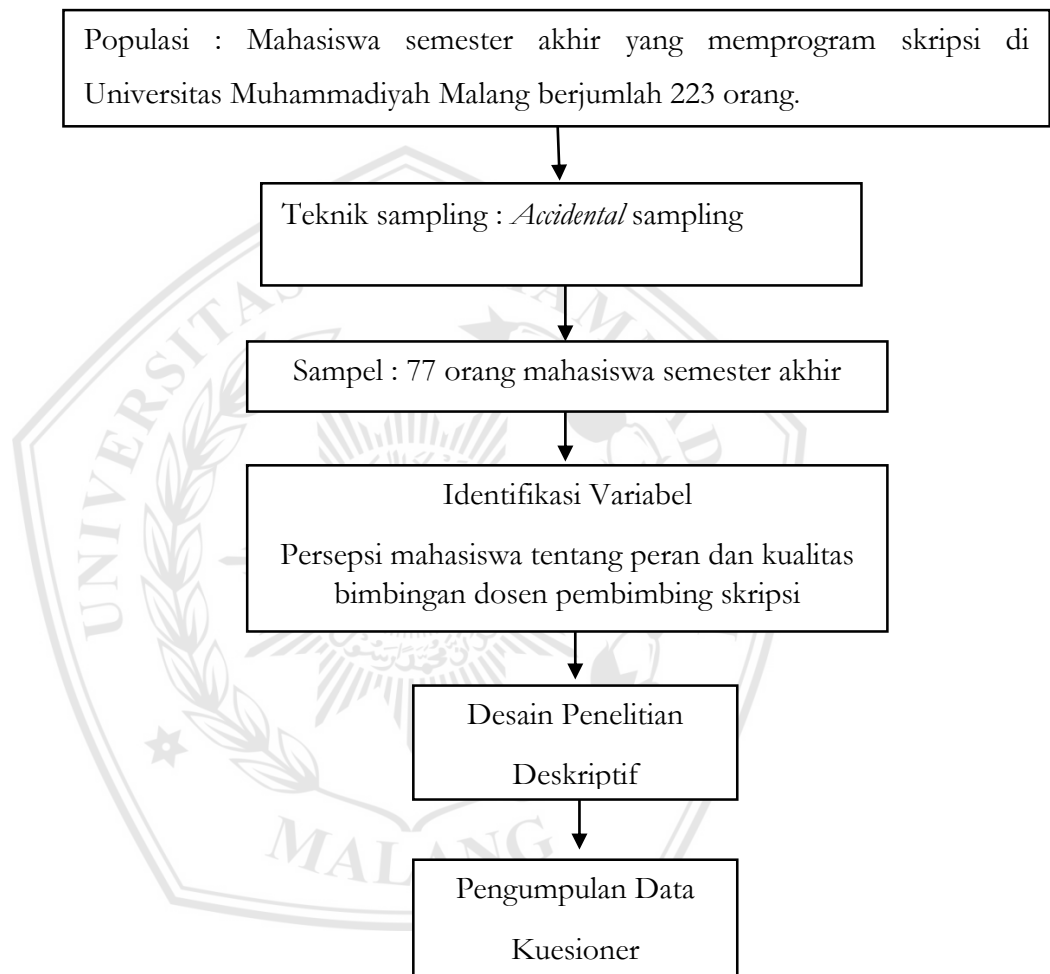 Populasi : Mahasiswa semester akhir yang memprogram skripsi di
Universitas Muhammadiyah Malang berjumlah 223 orang.
Teknik sampling : Accidental sampling
Sampel : 77 orang mahasiswa semester akhir
Identifikasi Variabel
Persepsi mahasiswa tentang peran dan kualitas
bimbingan dosen pembimbing skripsi
Desain Penelitian
Deskriptif
Pengumpulan Data
Kuesioner
UNIVERSITAS
MALANG